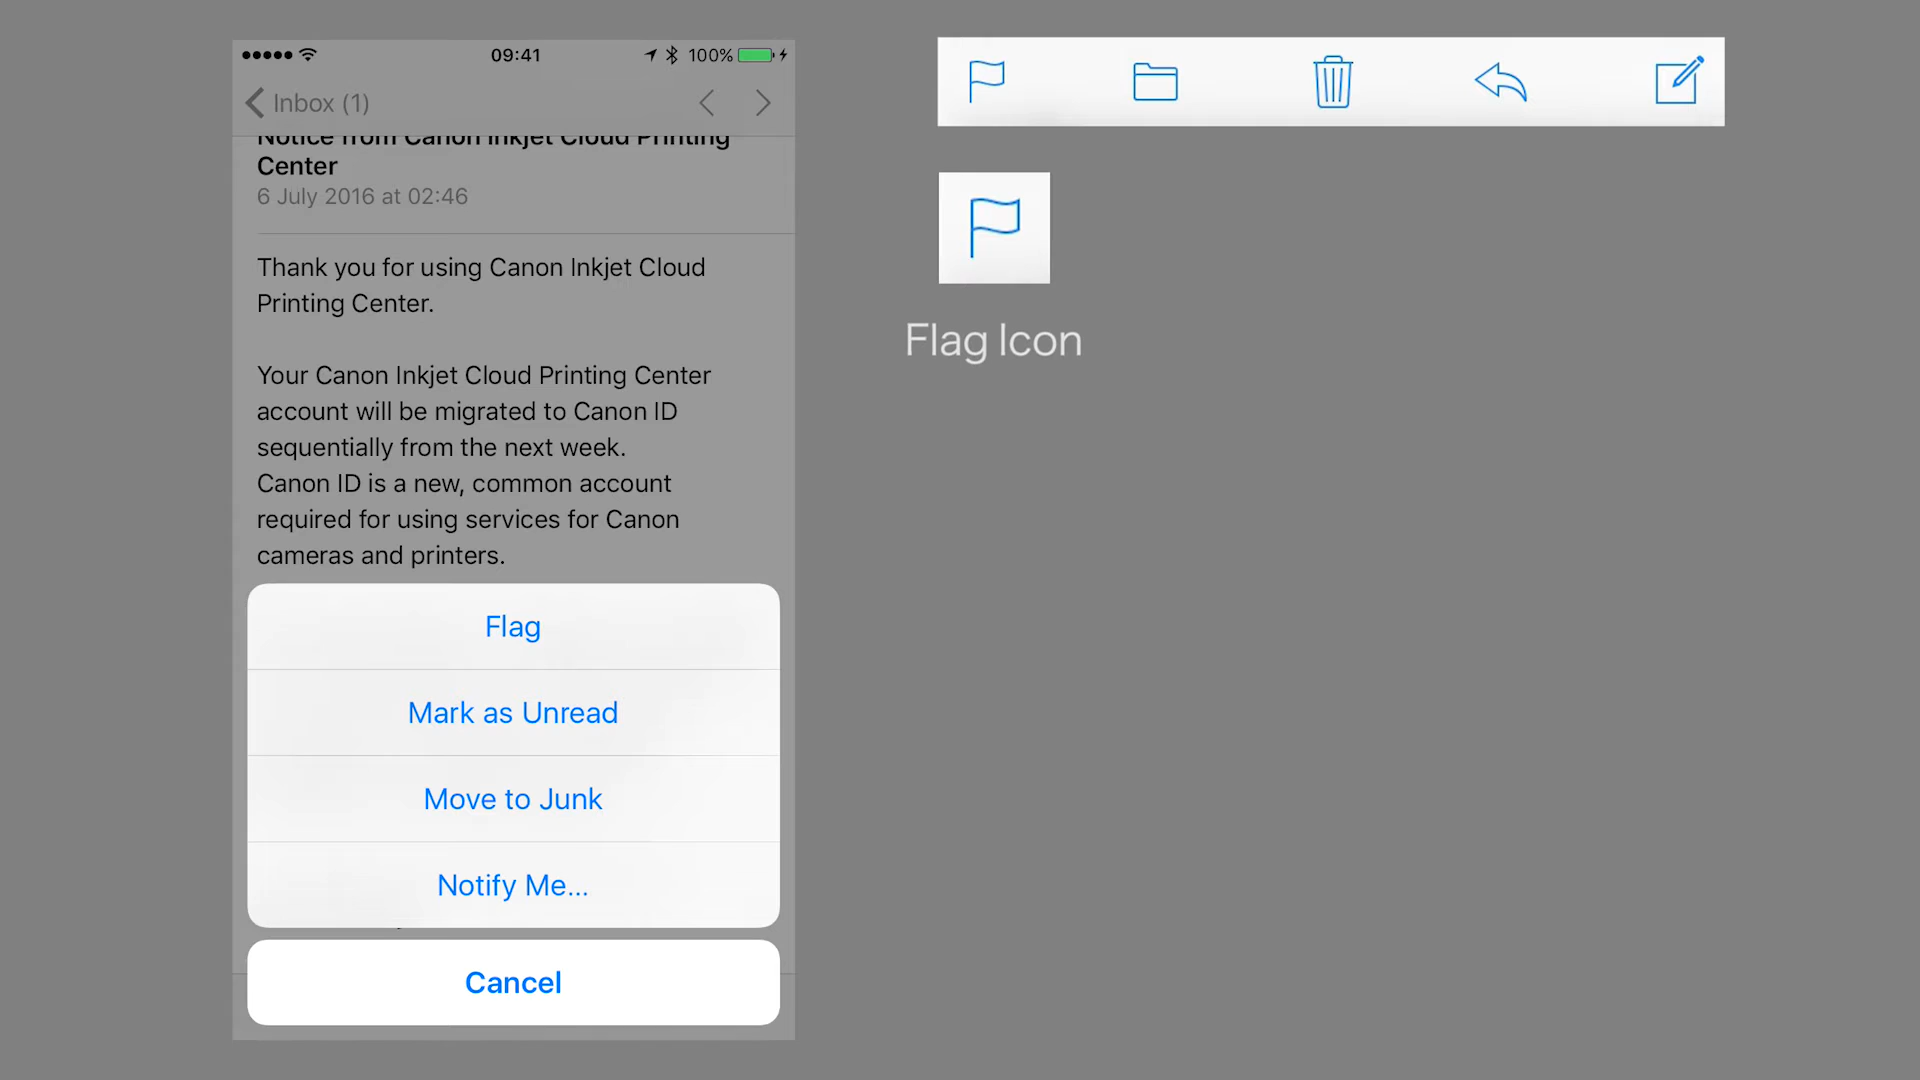 09:41
100%
Inbox (1)
Notice from Canon Inkjet Cloud Printing
Center
6 July 2016 at 02:46
Thank you for using Canon Inkjet Cloud
Printing Center.
Your Canon Inkjet Cloud Printing Center
account will be migrated to Canon ID
sequentially from the next week.
Canon ID is a new, common account
required for using services for Canon
cameras and printers.
Flag
Mark as Unread
Move to Junk
Notify Me...
Cancel
Flag Icon